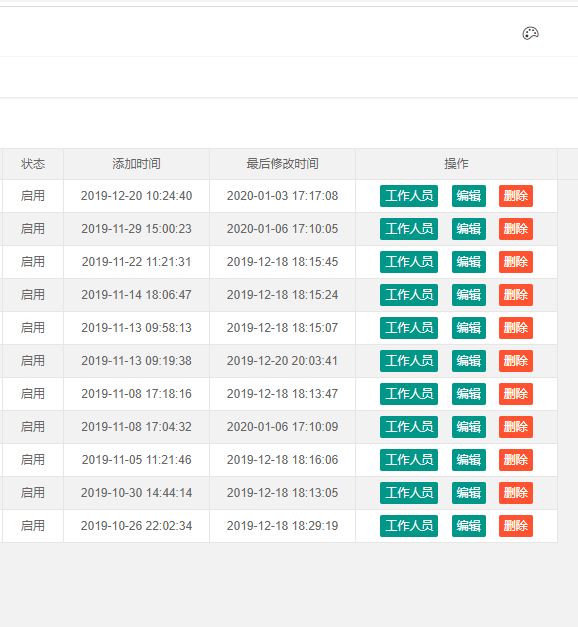 状态 添加时间 最后修改时间 操作
启用 2019-12-20 10:24:40 2020-01-03 17:17:08 工作人员 编辑 删除
启用 2019-11-29 15:00:23 2020-01-06 17:10:05 工作人员 编辑 删除
启用 2019-11-22 11:21:31 2019-12-18 18:15:45 工作人员 编辑 删除
启用 2019-11-14 18:06:47 2019-12-18 18:15:24 工作人员 编辑 删除
启用 2019-11-13 09:58:13 2019-12-18 18:15:07 工作人员 编辑 删除
启用 2019-11-13 09:19:38 2019-12-20 20:03:41 工作人员 编辑 删除
启用 2019-11-08 17:18:16 2019-12-18 18:13:47 工作人员 编辑 删除
启用 2019-11-08 17:04:32 2020-01-06 17:10:09 工作人员 编辑 删除
启用 2019-11-05 11:21:46 2019-12-18 18:16:06 工作人员 编辑 删除
启用 2019-10-30 14:44:14 2019-12-18 18:13:05 工作人员 编辑 删除
启用 2019-10-26 22:02:34 2019-12-18 18:29:19 工作人员 编辑 删除